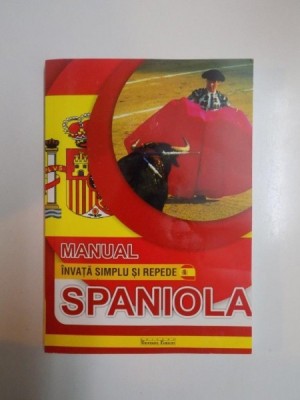 MANUAL
ÎNVAȚĂ SIMPLU ȘI REPEDE
SPANIOLA